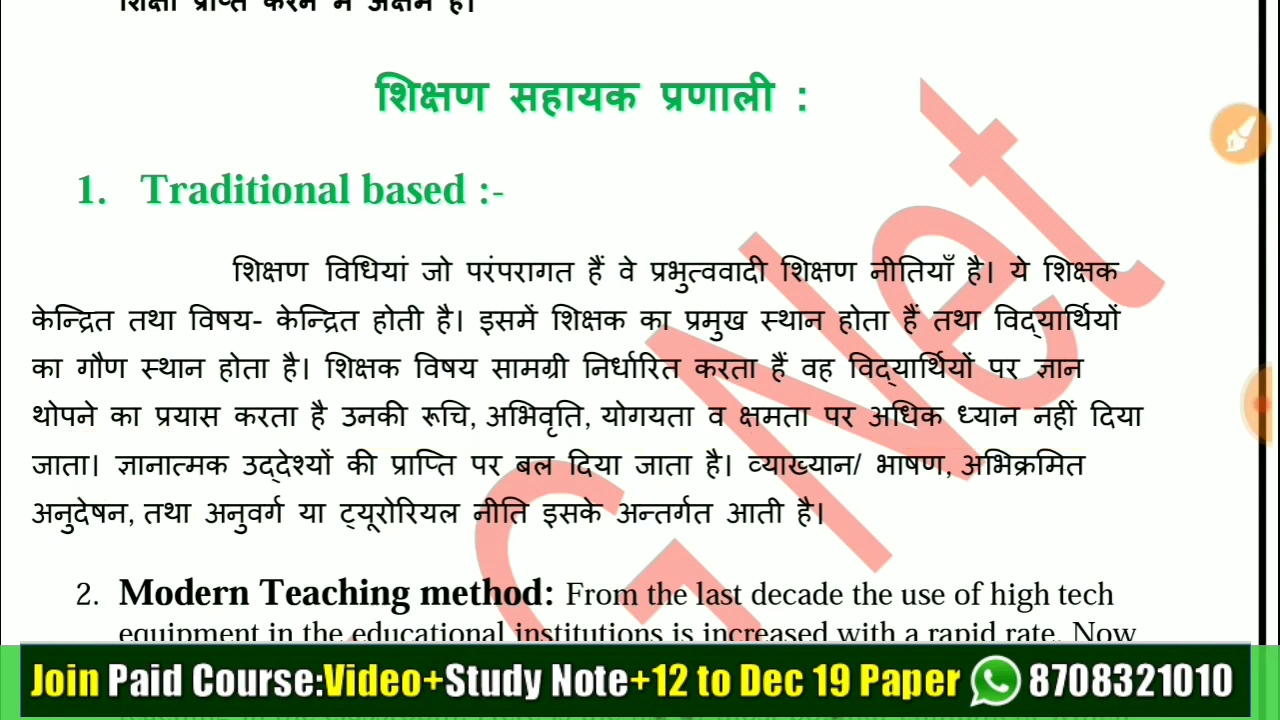 शिक्षा प्राप्त करने में अक्षम है।
शिक्षण सहायक प्रणाली :
1. Traditional based :-
शिक्षण विधियां जो परंपरागत हैं वे प्रभुत्ववादी शिक्षण नीतियाँ है। ये शिक्षक
केन्द्रित तथा विषय- केन्द्रित होती है। इसमें शिक्षक का प्रमुख स्थान होता हैं तथा विद्यार्थियों
का गौण स्थान होता है। शिक्षक विषय सामग्री निर्धारित करता हैं वह विद्यार्थियों पर ज्ञान
थोपने का प्रयास करता है उनकी रूचि, अभिवृति, योगयता व क्षमता पर अधिक ध्यान नहीं दिया
जाता। ज्ञानात्मक उद्देश्यों की प्राप्ति पर बल दिया जाता है। व्याख्यान/ भाषण, अभिक्रमित
अनुदेषन, तथा अनुवर्ग या ट्यूरोरियल नीति इसके अन्तर्गत आती है।
2. Modern Teaching method: From the last decade the use of high tech
equipment in the educational institutions is increased with a rapid rate. Now
Join Paid Course:Video+Study Note+12 to Dec 19 Paper 8708321010
G Net